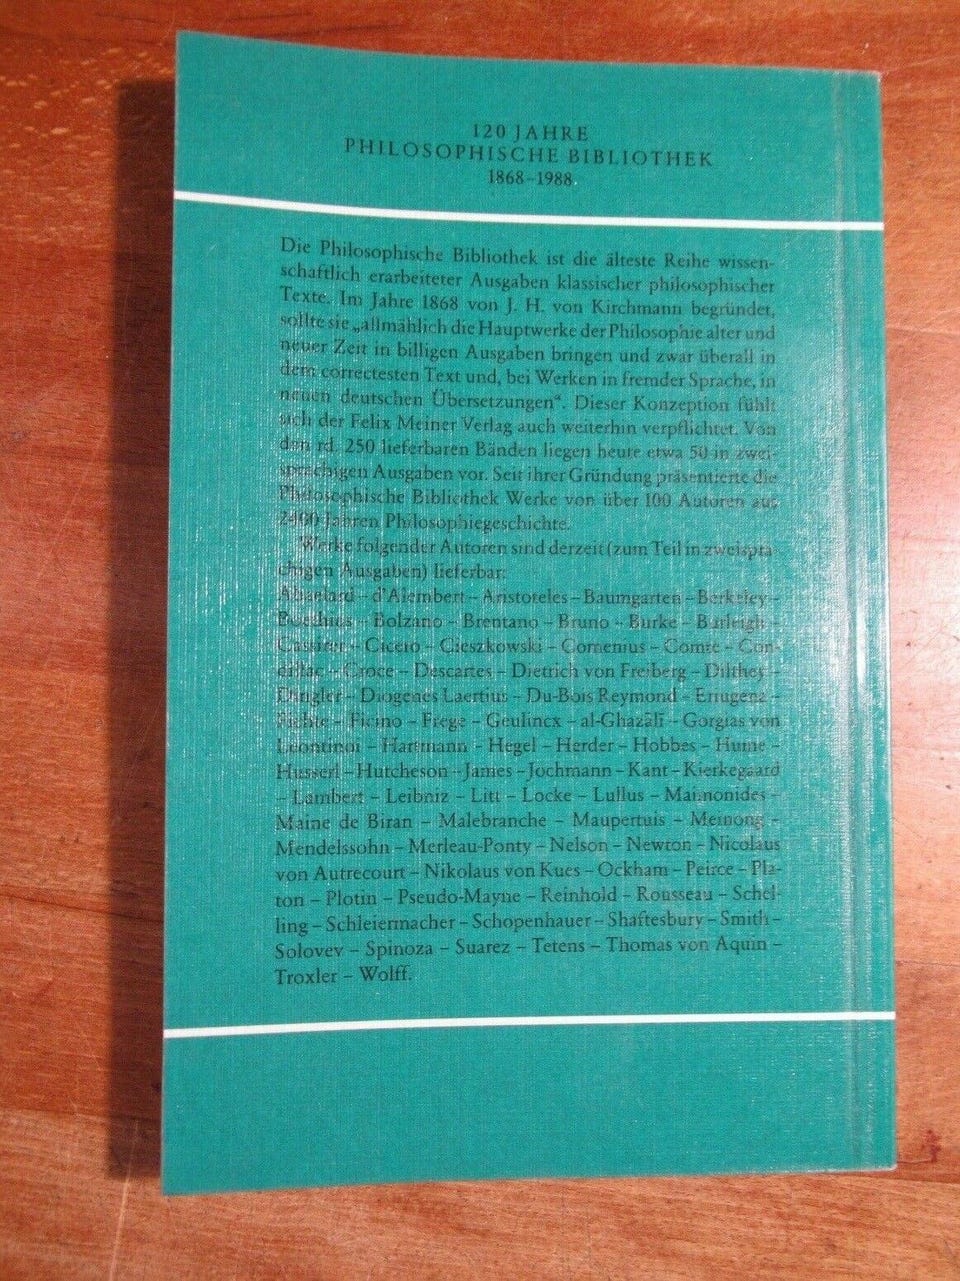 120 JAHRE
PHILOSOPHISCHE BIBLIOTHEK
1868–1988
Die Philosophische Bibliothek ist die älteste Reihe wissen-
schaftlich erarbeiteter Ausgaben klassischer philosophischer
Texte. Im Jahre 1868 von J. H. von Kirchmann begründet,
sollte sie „allmählich die Hauptwerke der Philosophie alter und
neuer Zeit in billigen Ausgaben bringen und zwar überall in
dem correctesten Text und, bei Werken in fremder Sprache, in
neuen deutschen Übersetzungen“. Dieser Konzeption fühlt
sich der Felix Meiner Verlag auch weiterhin verpflichtet. Von
den rd. 250 lieferbaren Bänden liegen heute etwa 50 in zwei-
sprachigen Ausgaben vor. Seit ihrer Gründung präsentierte die
Philosophische Bibliothek Werke von über 100 Autoren aus
2400 Jahren Philosophiegeschichte.
Werke folgender Autoren sind derzeit (zum Teil in zweispra-
chigen Ausgaben) lieferbar:
Abaelard – d'Alembert – Aristoteles – Baumgarten – Berkeley –
Boethius – Bolzano – Brentano – Bruno – Burke – Burleigh –
Cassirer – Cicero – Cieszkowski – Comenius – Comte – Con-
dillac – Croce – Descartes – Dietrich von Freiberg – Dilthey –
Dingler – Diogenes Laertius – Du-Bois Reymond – Eriugena –
Fichte – Ficino – Frege – Geulincx – al-Ghazālī – Gorgias von
Leontinoi – Hartmann – Hegel – Herder – Hobbes – Hume –
Husserl – Hutcheson – James – Jochmann – Kant – Kierkegaard
– Lambert – Leibniz – Litt – Locke – Lullus – Maimonides –
Maine de Biran – Malebranche – Maupertuis – Meinong –
Mendelssohn – Merleau-Ponty – Nelson – Newton – Nicolaus
von Autrecourt – Nikolaus von Kues – Ockham – Peirce – Pla-
ton – Plotin – Pseudo-Mayne – Reinhold – Rousseau – Schel-
ling – Schleiermacher – Schopenhauer – Shaftesbury – Smith –
Solovev – Spinoza – Suarez – Tetens – Thomas von Aquin –
Troxler – Wolff.